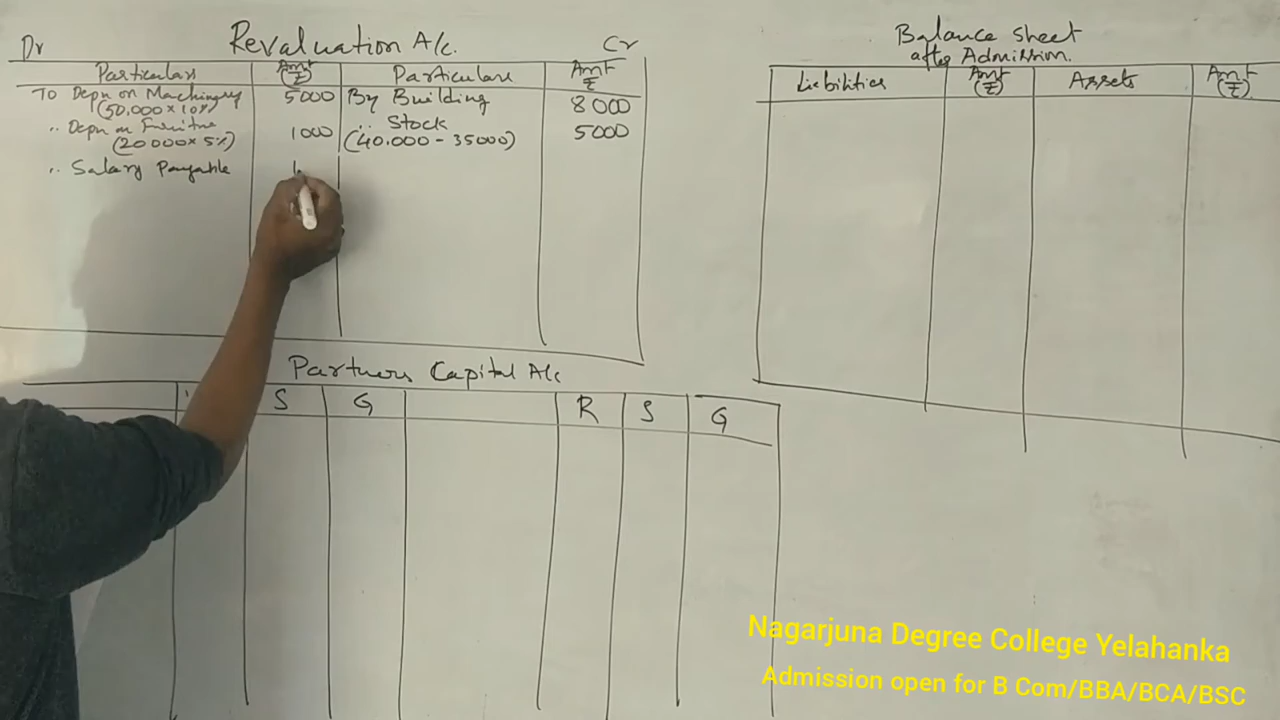 Dr Revaluation A/c. Cr
Particulars Amt (₹) Particulars Amt ₹
To Depn on Machinery 5000 By Building 8000
(50,000 x 10%)
,, Depn on Furnitre 1000 ,, Stock 5000
(20000 x 5%) (40,000 - 35000)
,, Salary Payable
Partners Capital A/c
S G R S G
Balance Sheet
after Admission.
Liabilities Amt (₹) Assets Amt (₹)
Nagarjuna Degree College Yelahanka
Admission open for B Com/BBA/BCA/BSC